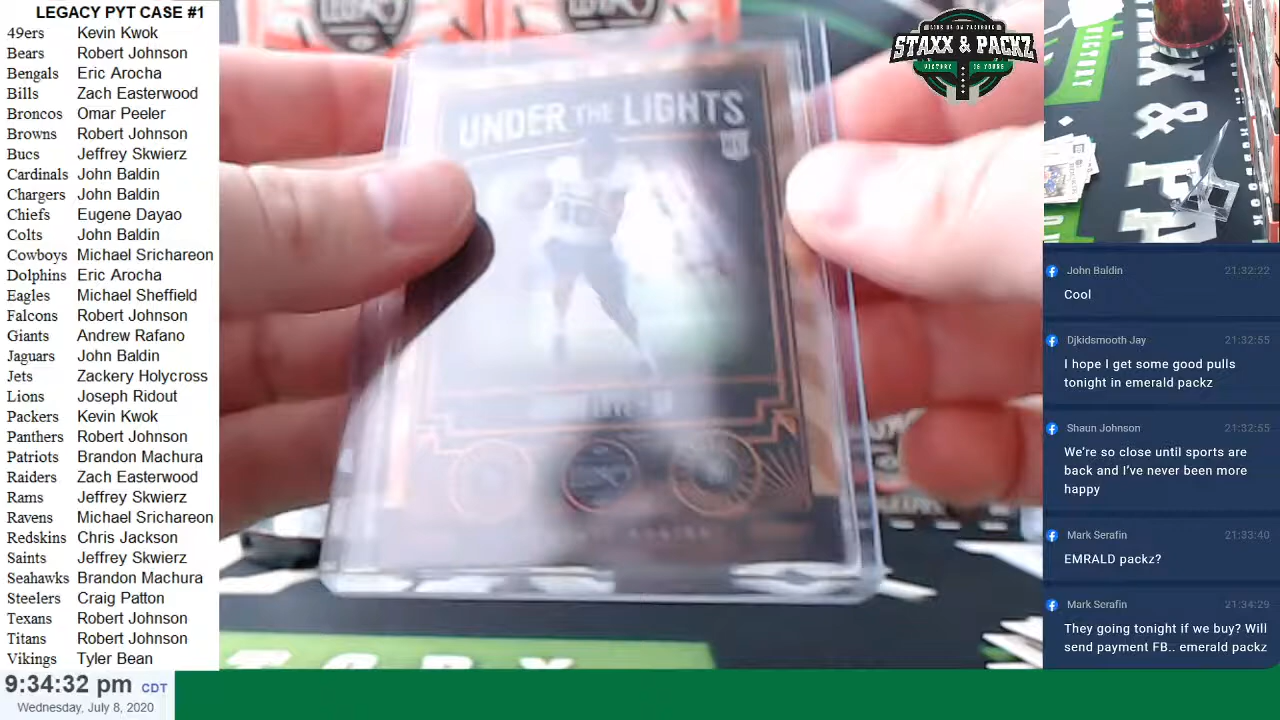 LEGACY PYT CASE #1
49ers Kevin Kwok
Bears Robert Johnson
Bengals Eric Arocha
Bills Zach Easterwood
Broncos Omar Peeler
Browns Robert Johnson
Bucs Jeffrey Skwierz
Cardinals John Baldin
Chargers John Baldin
Chiefs Eugene Dayao
Colts John Baldin
Cowboys Michael Srichareon
Dolphins Eric Arocha
Eagles Michael Sheffield
Falcons Robert Johnson
Giants Andrew Rafano
Jaguars John Baldin
Jets Zackery Holycross
Lions Joseph Ridout
Packers Kevin Kwok
Panthers Robert Johnson
Patriots Brandon Machura
Raiders Zach Easterwood
Rams Jeffrey Skwierz
Ravens Michael Srichareon
Redskins Chris Jackson
Saints Jeffrey Skwierz
Seahawks Brandon Machura
Steelers Craig Patton
Texans Robert Johnson
Titans Robert Johnson
Vikings Tyler Bean
9:34:32 pm CDT
Wednesday, July 8, 2020
UNDER THE LIGHTS
STAXX & PACKZ
VICTORY IS YOURS
VICTORY
John Baldin 21:32:22
Cool
Djkidsmooth Jay 21:32:55
I hope I get some good pulls
tonight in emerald packz
Shaun Johnson 21:32:55
We're so close until sports are
back and I've never been more
happy
Mark Serafin 21:33:40
EMRALD packz?
Mark Serafin 21:34:29
They going tonight if we buy? Will
send payment FB.. emerald packz